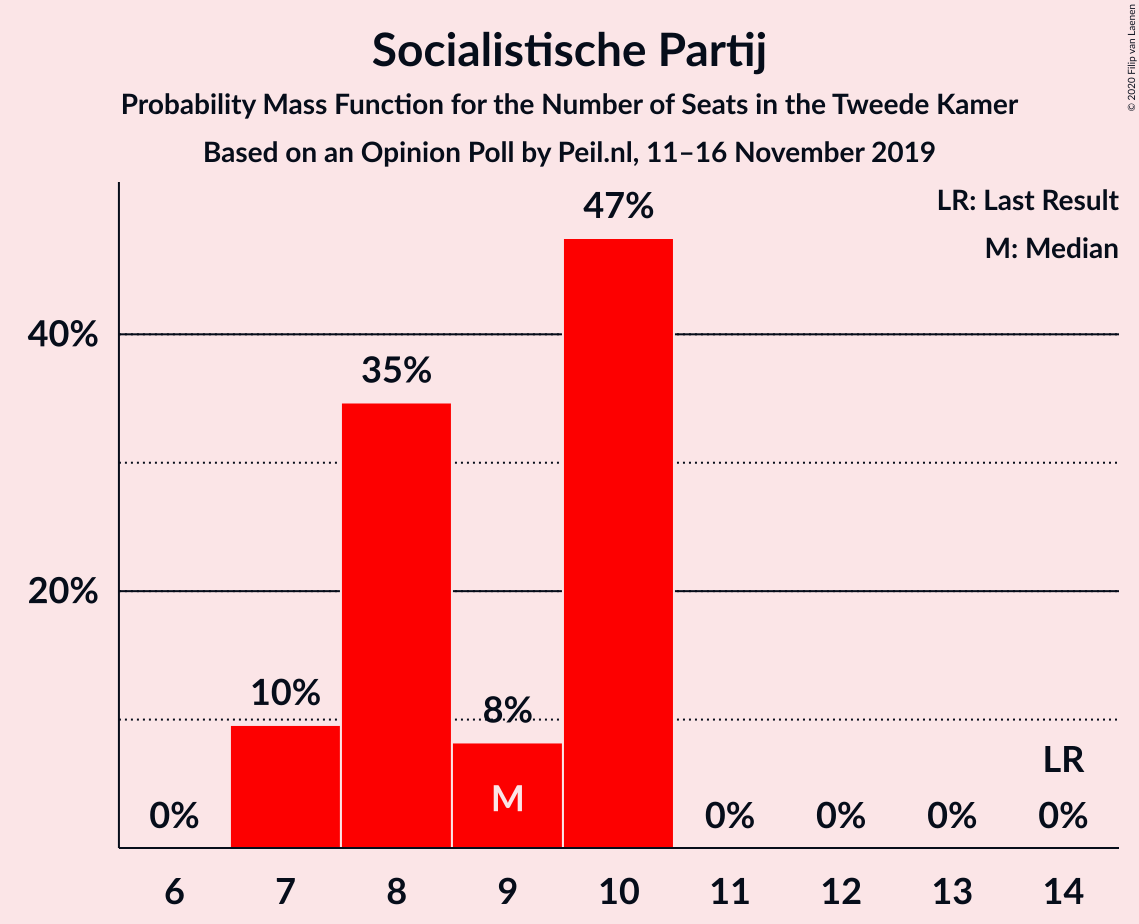 Socialistische Partij
Probability Mass Function for the Number of Seats in the Tweede Kamer
Based on an Opinion Poll by Peil.nl, 11–16 November 2019
© 2020 Filip van Laenen
LR: Last Result
M: Median
47%
40%
35%
20%
10%
8%
LR
M
0%
0%
0%
0%
0%
6
7
8
9
10
11
12
13
14